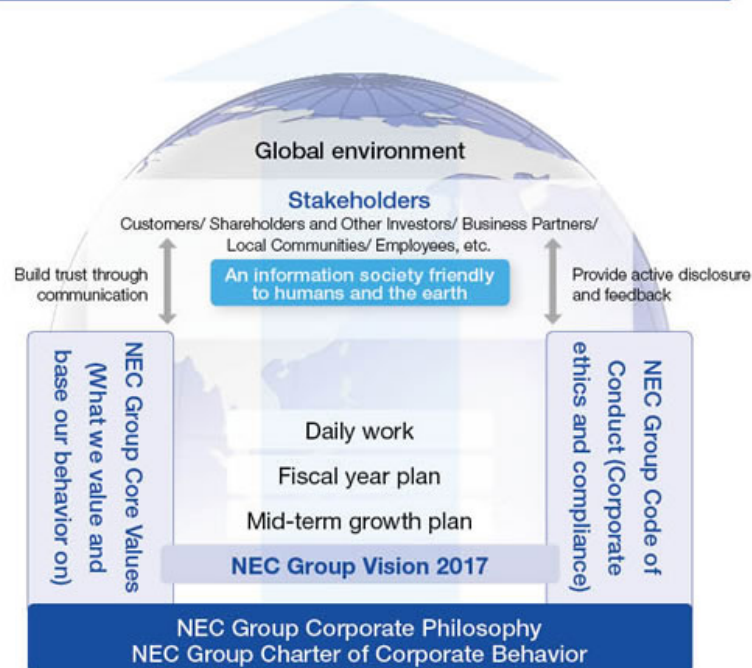 Global environment
Stakeholders
Customers/ Shareholders and Other Investors/ Business Partners/
Local Communities/ Employees, etc.
Build trust through
communication
An information society friendly
to humans and the earth
Provide active disclosure
and feedback
NEC Group Core Values
(What we value and
base our behavior on)
Daily work
Fiscal year plan
Mid-term growth plan
NEC Group Vision 2017
NEC Group Code of
Conduct (Corporate
ethics and compliance)
NEC Group Corporate Philosophy
NEC Group Charter of Corporate Behavior